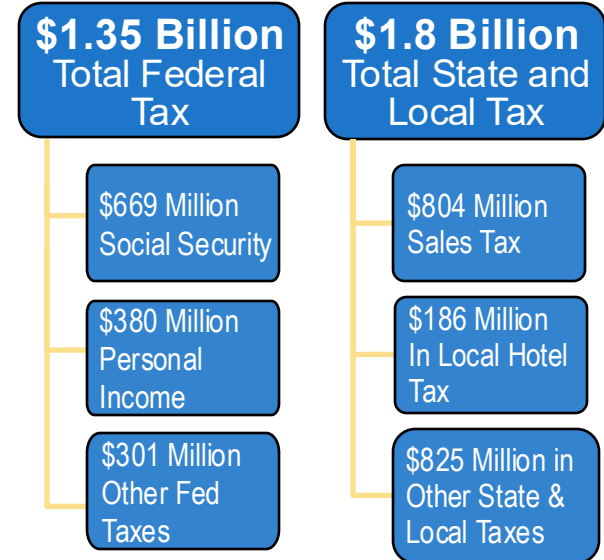 $1.35 Billion
Total Federal
Tax
$669 Million
Social Security
$380 Million
Personal
Income
$301 Million
Other Fed
Taxes
$1.8 Billion
Total State and
Local Tax
$804 Million
Sales Tax
$186 Million
In Local Hotel
Tax
$825 Million in
Other State &
Local Taxes